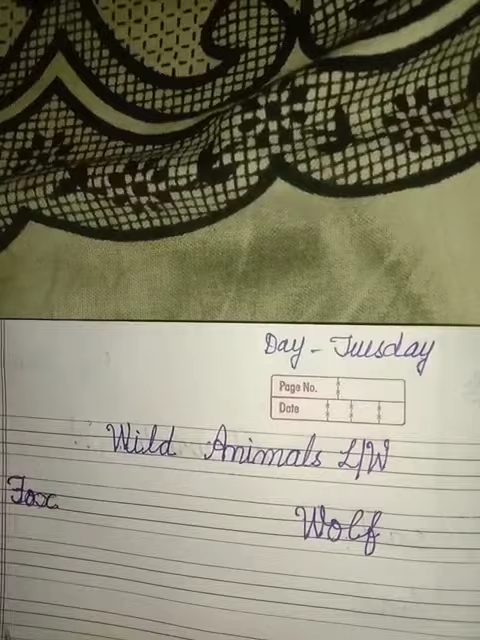 Day - Tuesday
Page No.
Date
Wild Animals L/W
Fox
Wolf